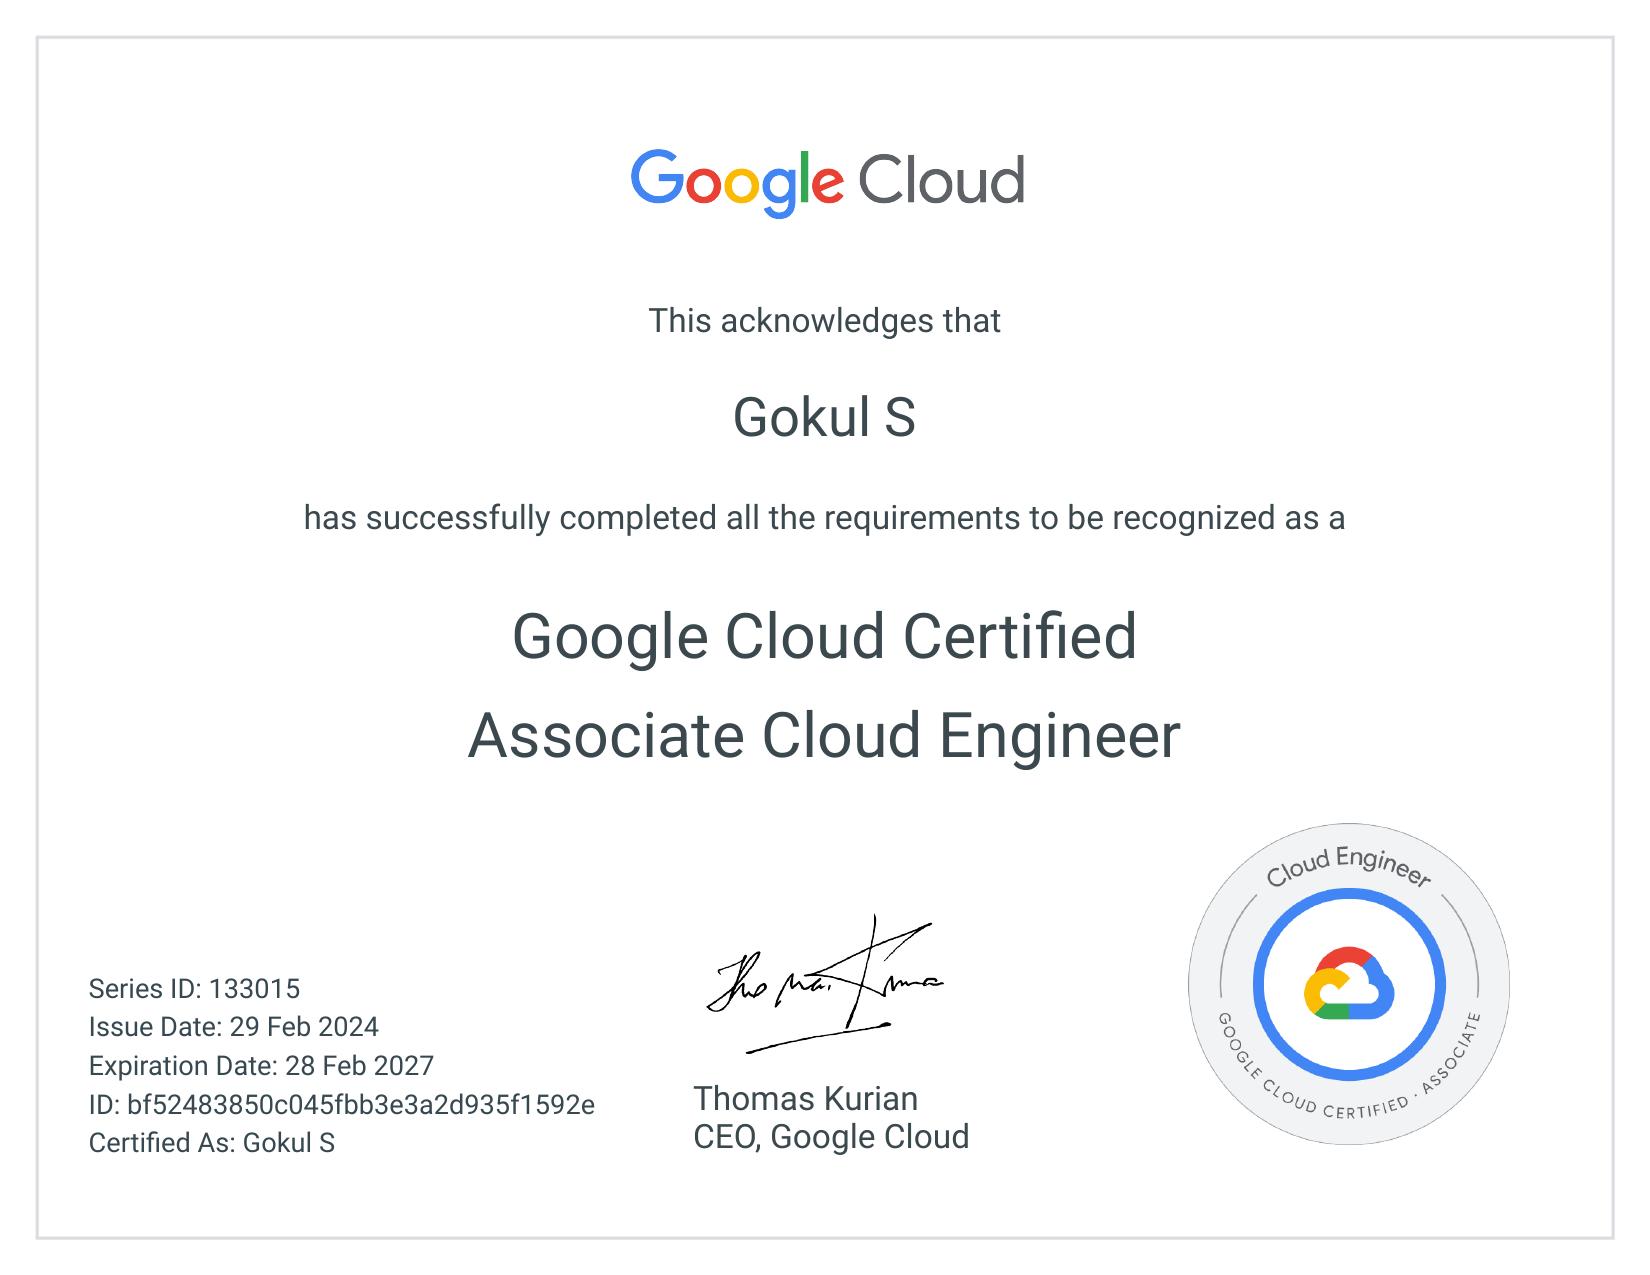 Google Cloud
This acknowledges that
Gokul S
has successfully completed all the requirements to be recognized as a
Google Cloud Certified
Associate Cloud Engineer
Series ID: 133015
Issue Date: 29 Feb 2024
Expiration Date: 28 Feb 2027
ID: bf52483850c045fbb3e3a2d935f1592e
Certified As: Gokul S
Thomas Kurian
CEO, Google Cloud
Cloud Engineer
GOOGLE CLOUD CERTIFIED · ASSOCIATE